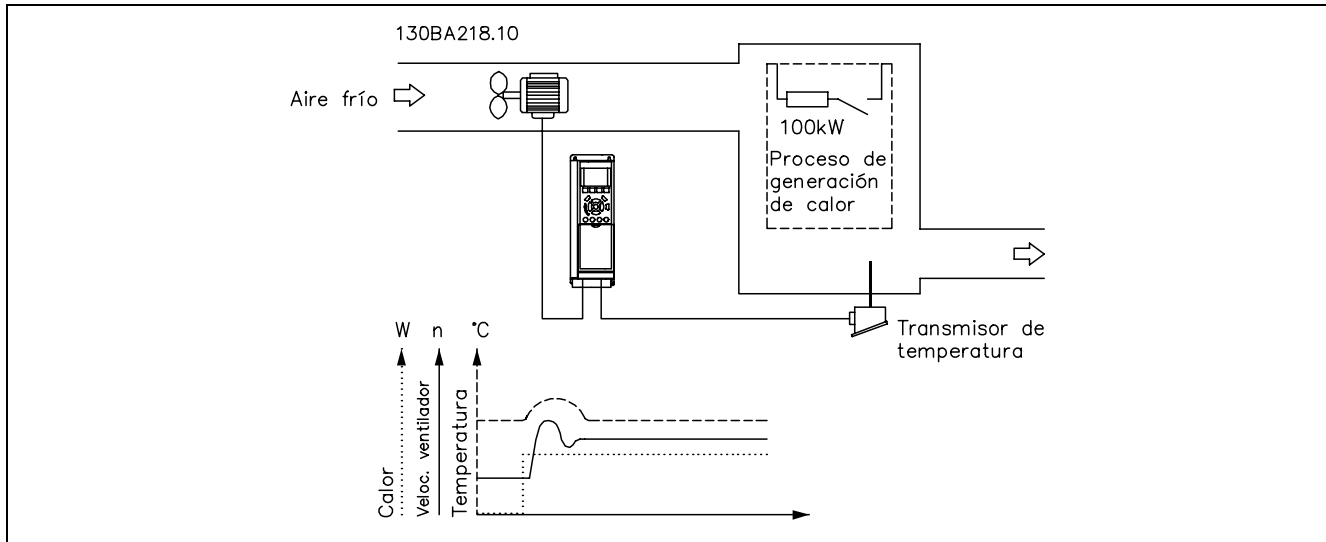 130BA218.10
Aire frío
100kW
Proceso de
generación
de calor
Transmisor de
temperatura
W n °C
Calor
Veloc. ventilador
Temperatura